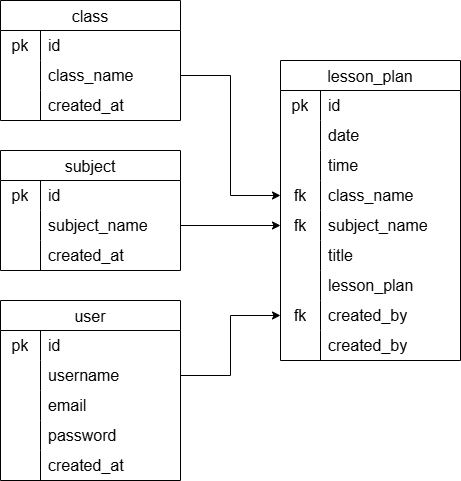 class
pk id
class_name
created_at
subject
pk id
subject_name
created_at
user
pk id
username
email
password
created_at
lesson_plan
pk id
date
time
fk class_name
fk subject_name
title
lesson_plan
fk created_by
created_by